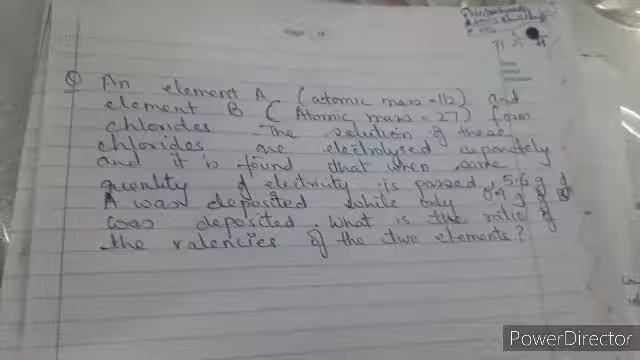 Q An element A (atomic mass = 112) and
element B (Atomic mass = 27) form
chlorides. The solution of these
chlorides are electrolysed separately
and it is found that when same
quantity of electricity is passed, 5.6 g of
A was deposited while only 0.9 g of B
was deposited. What is the ratio of
the valencies of the two elements?
PowerDirector